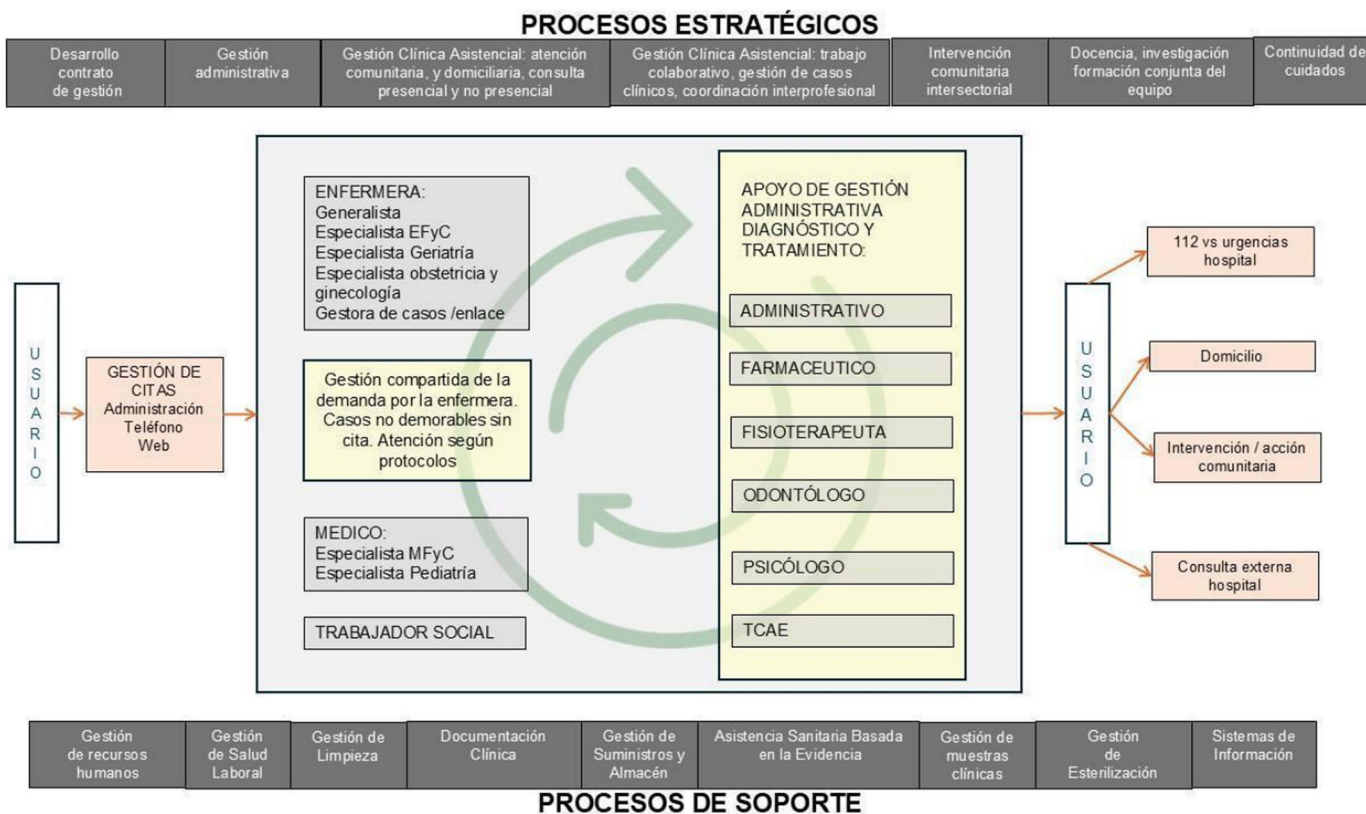 PROCESOS ESTRATÉGICOS
Desarrollo
contrato
de gestión
Gestión
administrativa
Gestión Clínica Asistencial: atención
comunitaria, y domiciliaria, consulta
presencial y no presencial
Gestión Clínica Asistencial: trabajo
colaborativo, gestión de casos
clínicos, coordinación interprofesional
Intervención
comunitaria
intersectorial
Docencia, investigación
formación conjunta del
equipo
Continuidad de
cuidados
USUARIO
GESTIÓN DE
CITAS
Administración
Teléfono
Web
ENFERMERA:
Generalista
Especialista EFyC
Especialista Geriatría
Especialista obstetricia y
ginecología
Gestora de casos /enlace
Gestión compartida de la
demanda por la enfermera.
Casos no demorables sin
cita. Atención según
protocolos
MEDICO:
Especialista MFyC
Especialista Pediatría
TRABAJADOR SOCIAL
APOYO DE GESTIÓN
ADMINISTRATIVA
DIAGNÓSTICO Y
TRATAMIENTO:
ADMINISTRATIVO
FARMACEUTICO
FISIOTERAPEUTA
ODONTÓLOGO
PSICÓLOGO
TCAE
USUARIO
112 vs urgencias
hospital
Domicilio
Intervención / acción
comunitaria
Consulta externa
hospital
Gestión
de recursos
humanos
Gestión
de Salud
Laboral
Gestión de
Limpieza
Documentación
Clínica
Gestión de
Suministros y
Almacén
Asistencia Sanitaria Basada
en la Evidencia
Gestión de
muestras
clínicas
Gestión
de
Esterilización
Sistemas de
Información
PROCESOS DE SOPORTE